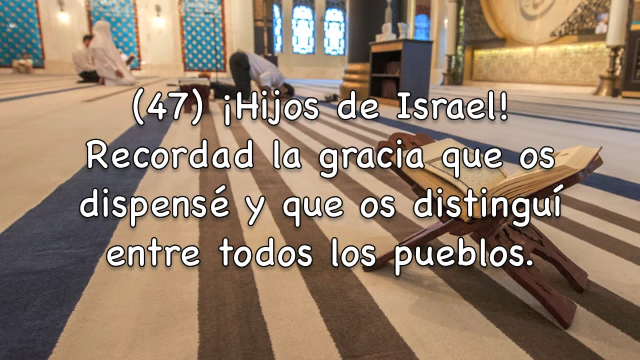 (47) ¡Hijos de Israel!
Recordad la gracia que os
dispensé y que os distinguí
entre todos los pueblos.